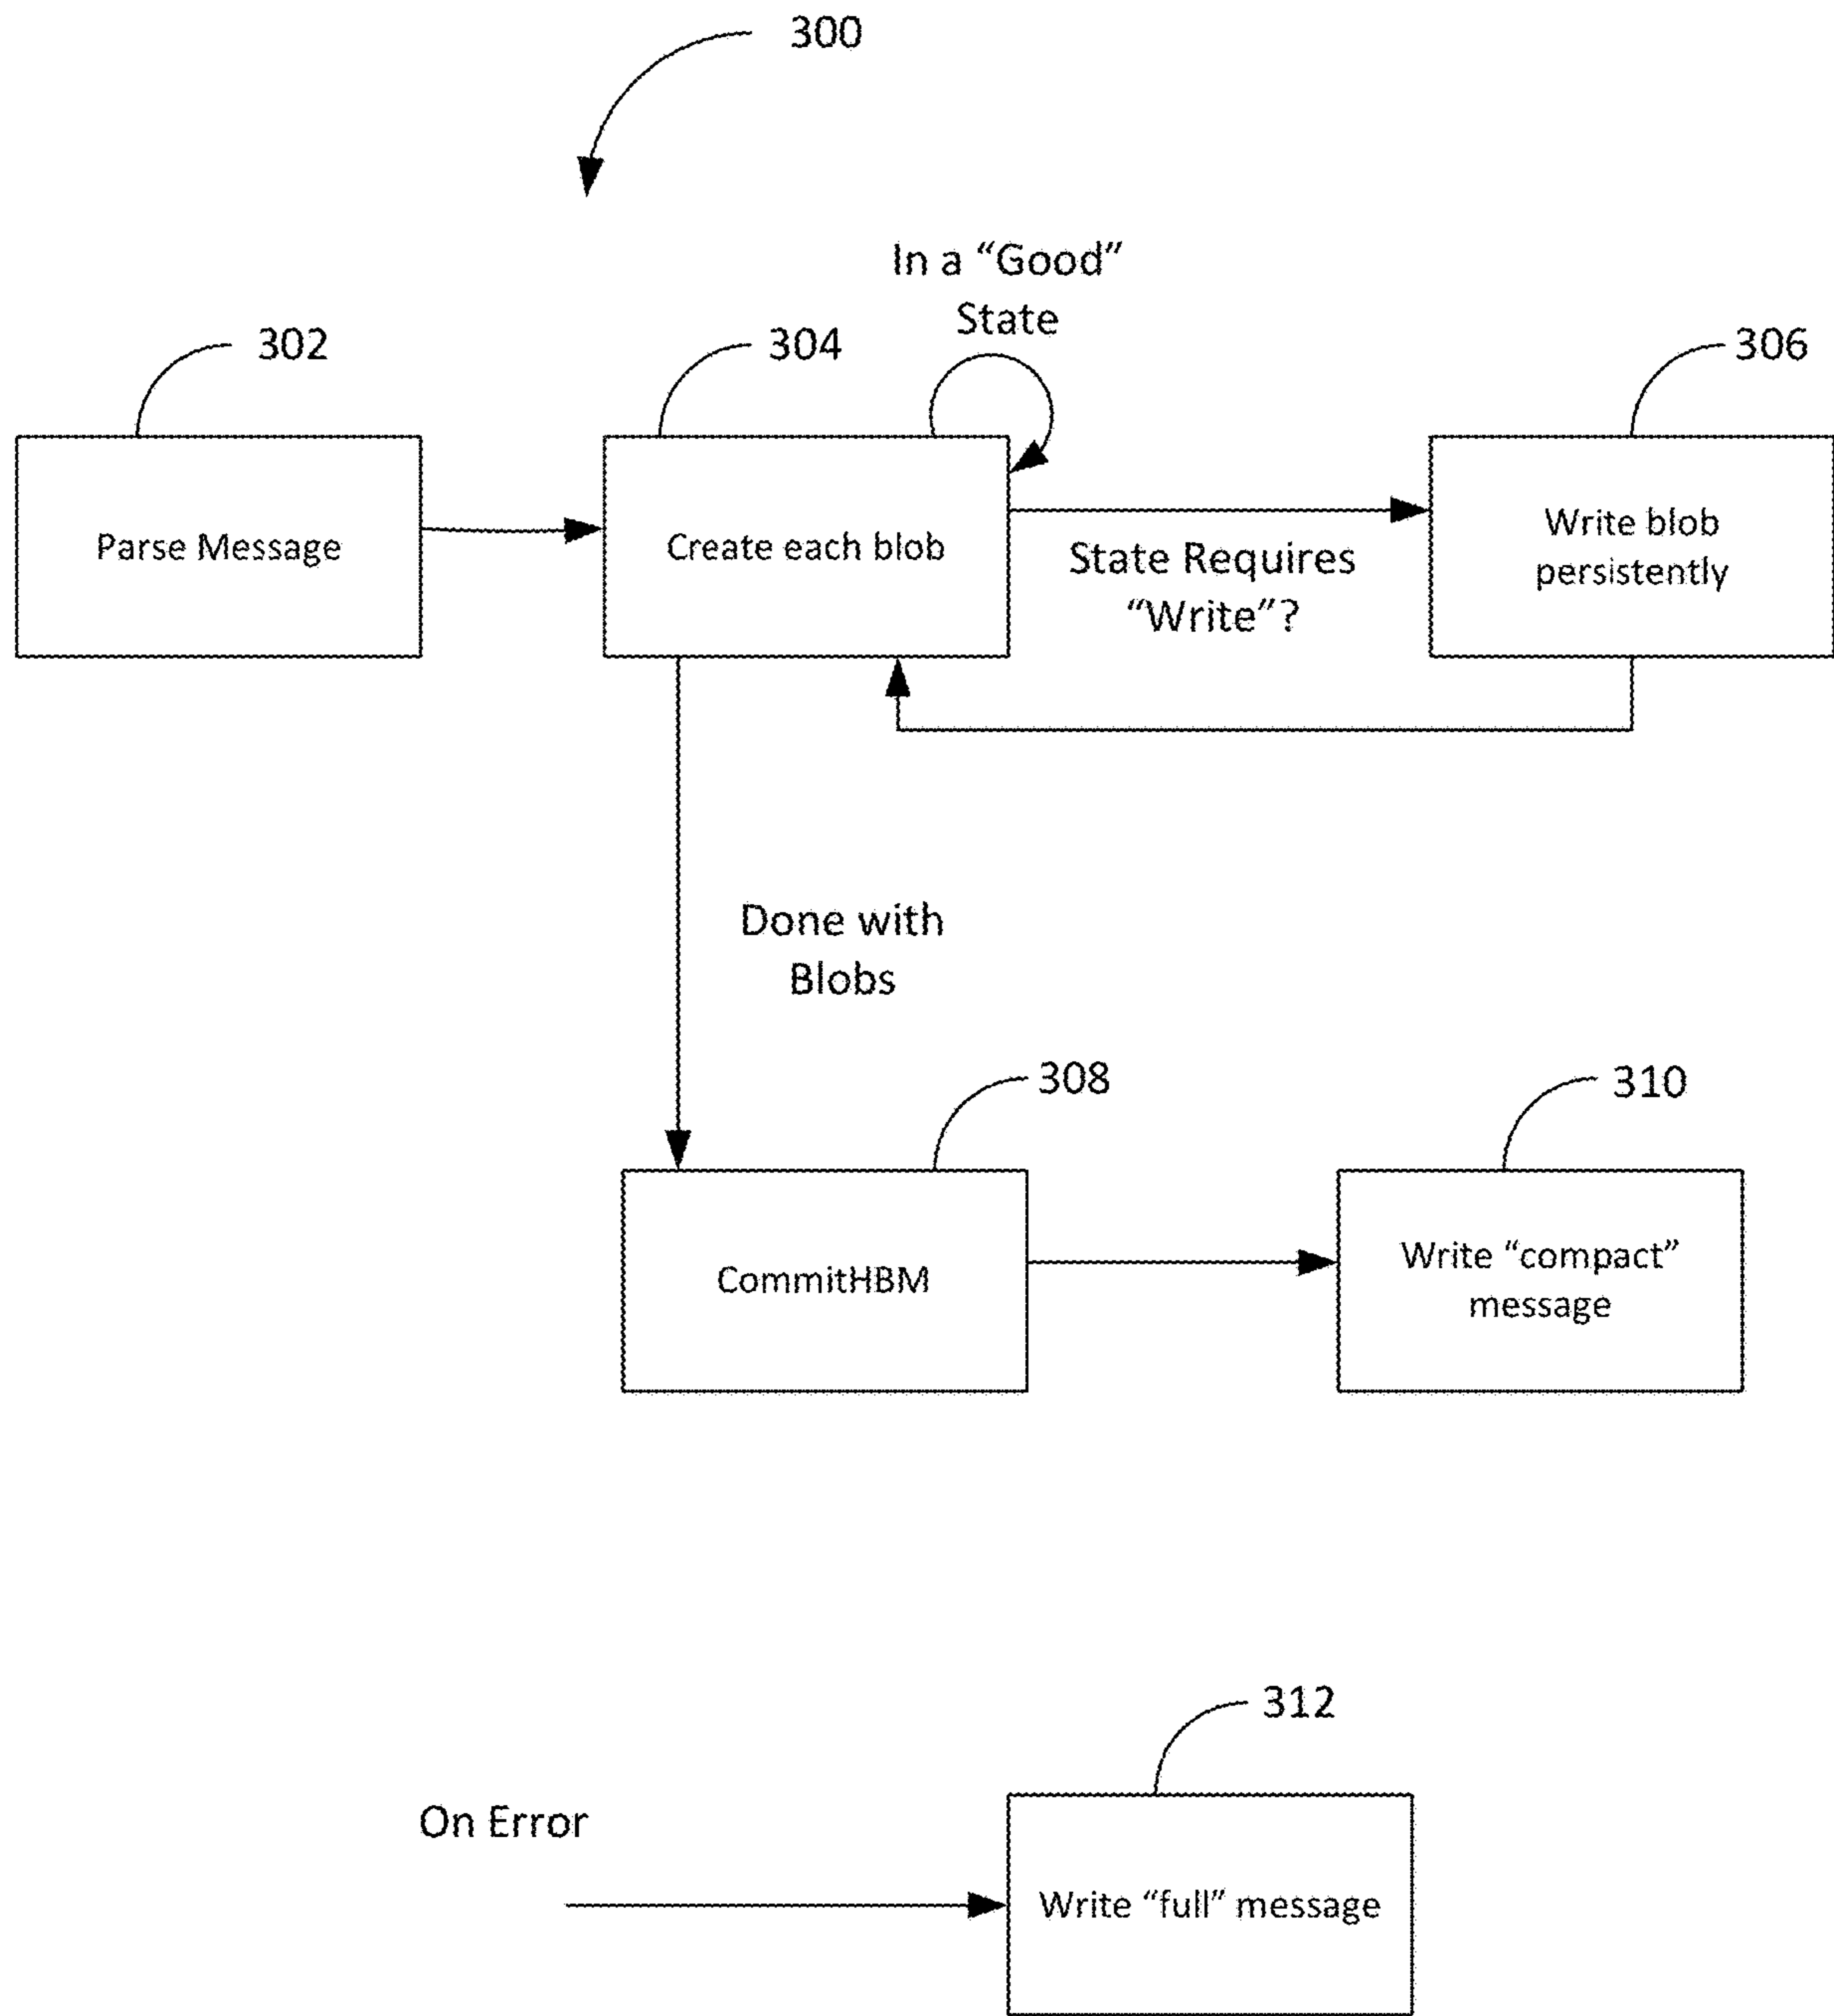 300
In a “Good”
State
302
304
306
Parse Message
Create each blob
State Requires
“Write”?
Write blob
persistently
Done with
Blobs
308
310
CommitHBM
Write “compact”
message
312
On Error
Write “full” message